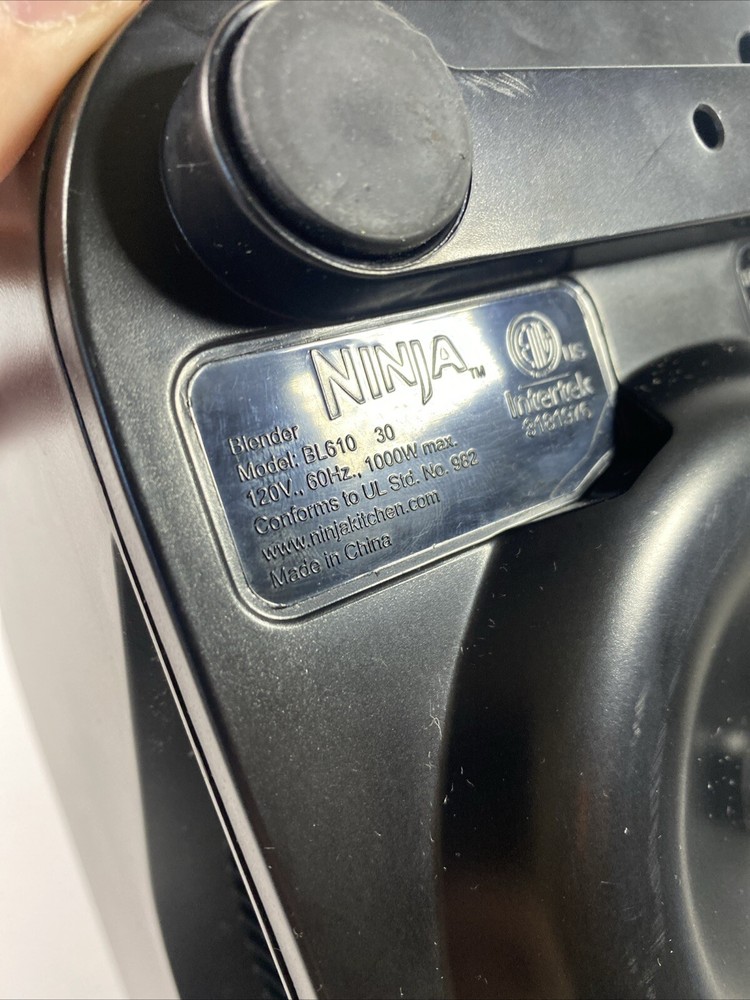 NINJA™
Blender
Model: BL610 30
120V., 60Hz., 1000W max.
Conforms to UL Std. No. 982
www.ninjakitchen.com
Made in China
us
Intertek